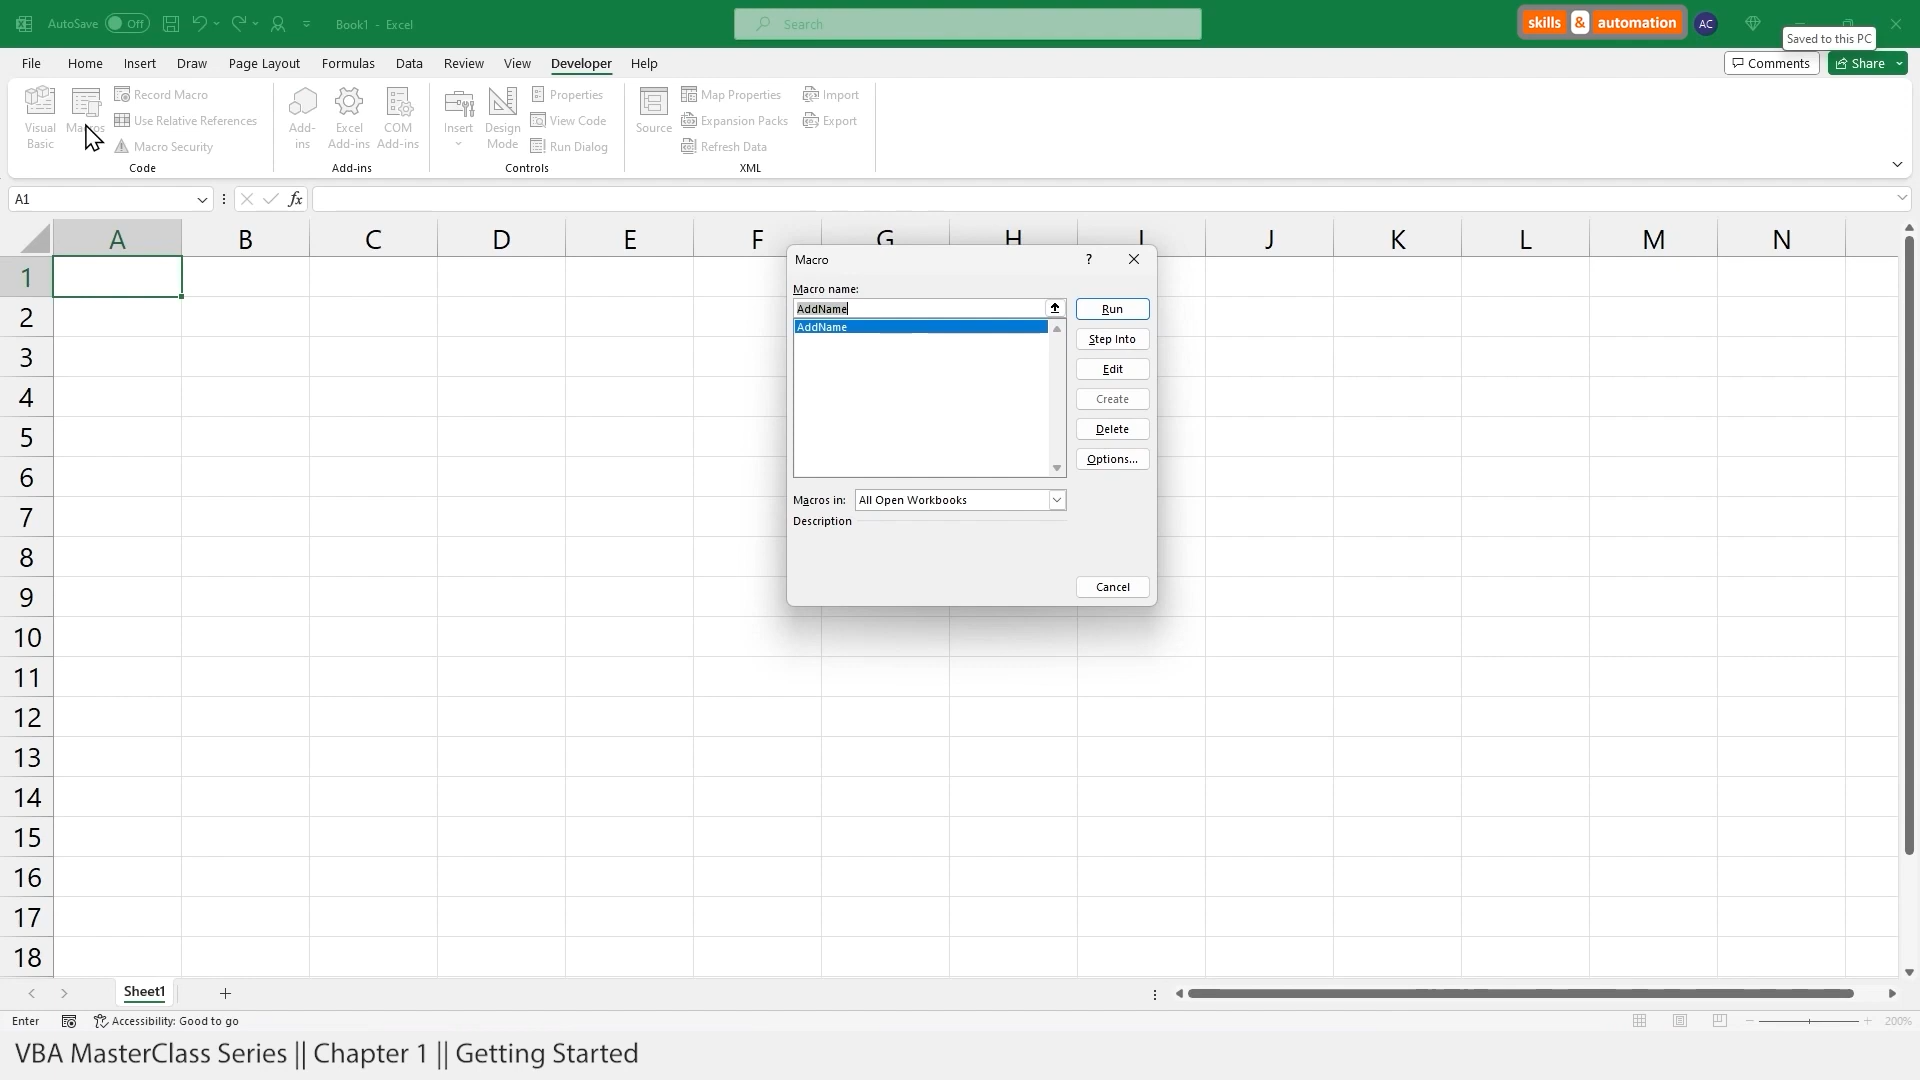 AutoSave Off Book1 - Excel Search skills & automation AC
Saved to this PC
File Home Insert Draw Page Layout Formulas Data Review View Developer Help Comments Share
Visual Basic Macros Record Macro Use Relative References Macro Security
Code
Add-ins Excel Add-ins COM Add-ins
Add-ins
Insert Design Mode Properties View Code Run Dialog
Controls
Source Map Properties Expansion Packs Refresh Data Import Export
XML
A1 fx
A B C D E F G H I J K L M N
1
2
3
4
5
6
7
8
9
10
11
12
13
14
15
16
17
18
Macro ?
Macro name:
AddName
AddName
Run
Step Into
Edit
Create
Delete
Options...
Macros in: All Open Workbooks
Description
Cancel
Sheet1
Enter Accessibility: Good to go 200%
VBA MasterClass Series || Chapter 1 || Getting Started